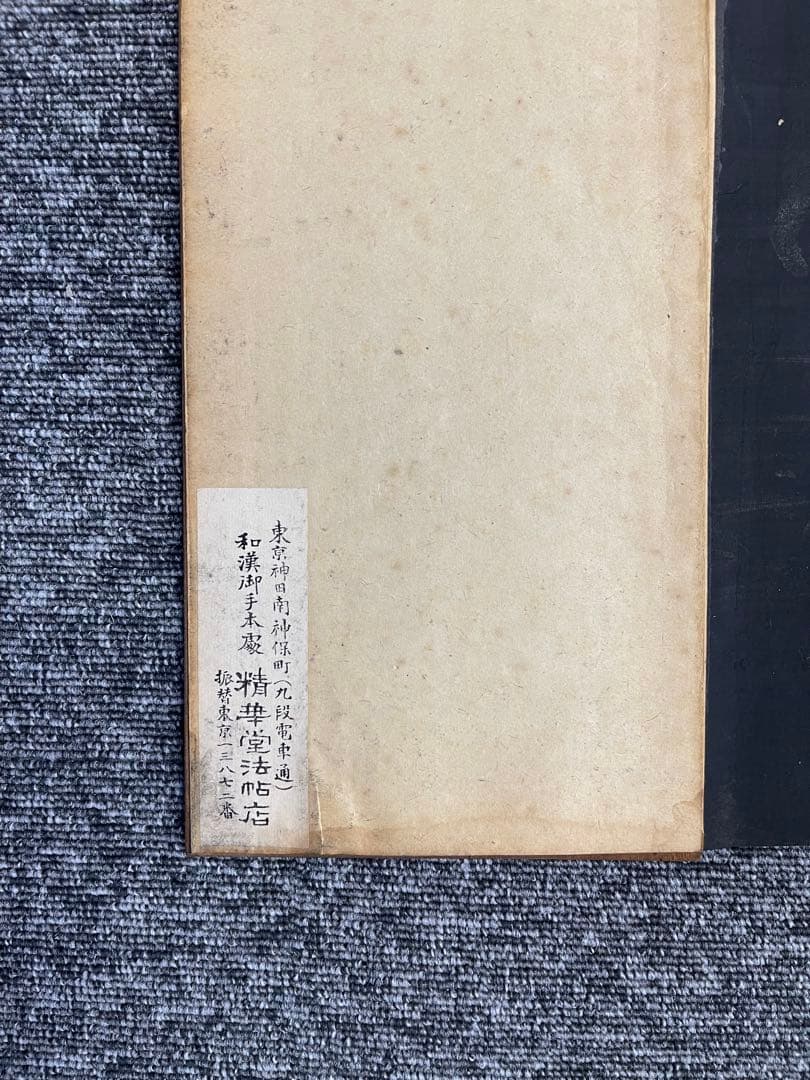 東京神田南神保町(九段電車通)
和漢御手本處 精華堂法帖店
振替東京一三八七二番